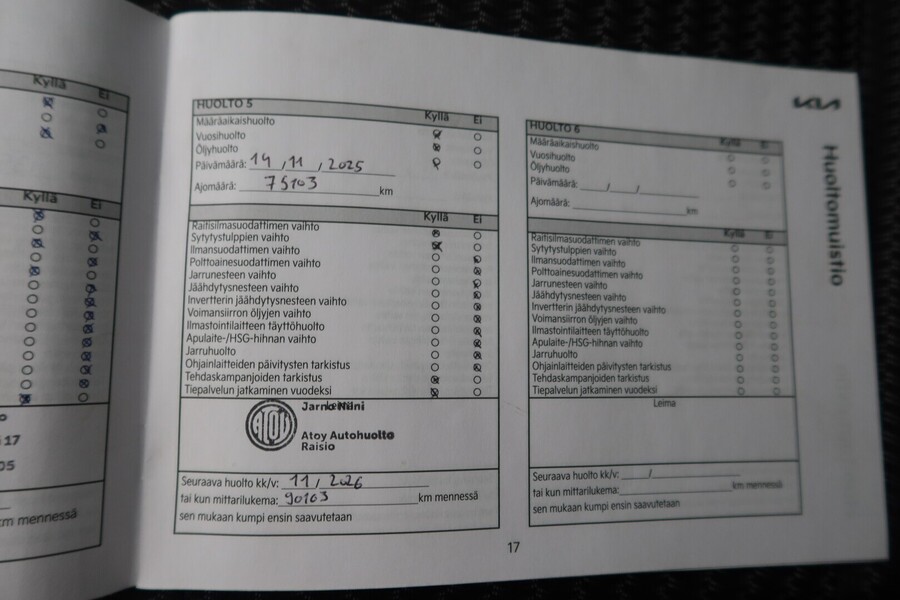 Kyllä Ei
Kyllä Ei
17
05
km mennessä
HUOLTO 5 Kyllä Ei
Määräaikaishuolto
Vuosihuolto
Öljyhuolto
Päivämäärä: 14 / 11 / 2025
Ajomäärä: 75103 km
Kyllä Ei
Raitisilmasuodattimen vaihto
Sytytystulppien vaihto
Ilmansuodattimen vaihto
Polttoainesuodattimen vaihto
Jarrunesteen vaihto
Jäähdytysnesteen vaihto
Invertterin jäähdytysnesteen vaihto
Voimansiirron öljyjen vaihto
Ilmastointilaitteen täyttöhuolto
Apulaite-/HSG-hihnan vaihto
Jarruhuolto
Ohjainlaitteiden päivitysten tarkistus
Tehdaskampanjoiden tarkistus
Tiepalvelun jatkaminen vuodeksi
Leima
Jarno Niini
Atoy Autohuolto
Raisio
Seuraava huolto kk/v: 11 / 2026
tai kun mittarilukema: 90103 km mennessä
sen mukaan kumpi ensin saavutetaan
HUOLTO 6 Kyllä Ei
Määräaikaishuolto
Vuosihuolto
Öljyhuolto
Päivämäärä: / /
Ajomäärä: km
Kyllä Ei
Raitisilmasuodattimen vaihto
Sytytystulppien vaihto
Ilmansuodattimen vaihto
Polttoainesuodattimen vaihto
Jarrunesteen vaihto
Jäähdytysnesteen vaihto
Invertterin jäähdytysnesteen vaihto
Voimansiirron öljyjen vaihto
Ilmastointilaitteen täyttöhuolto
Apulaite-/HSG-hihnan vaihto
Jarruhuolto
Ohjainlaitteiden päivitysten tarkistus
Tehdaskampanjoiden tarkistus
Tiepalvelun jatkaminen vuodeksi
Leima
Seuraava huolto kk/v: /
tai kun mittarilukema: km mennessä
sen mukaan kumpi ensin saavutetaan
KIA
Huoltomuistio
17